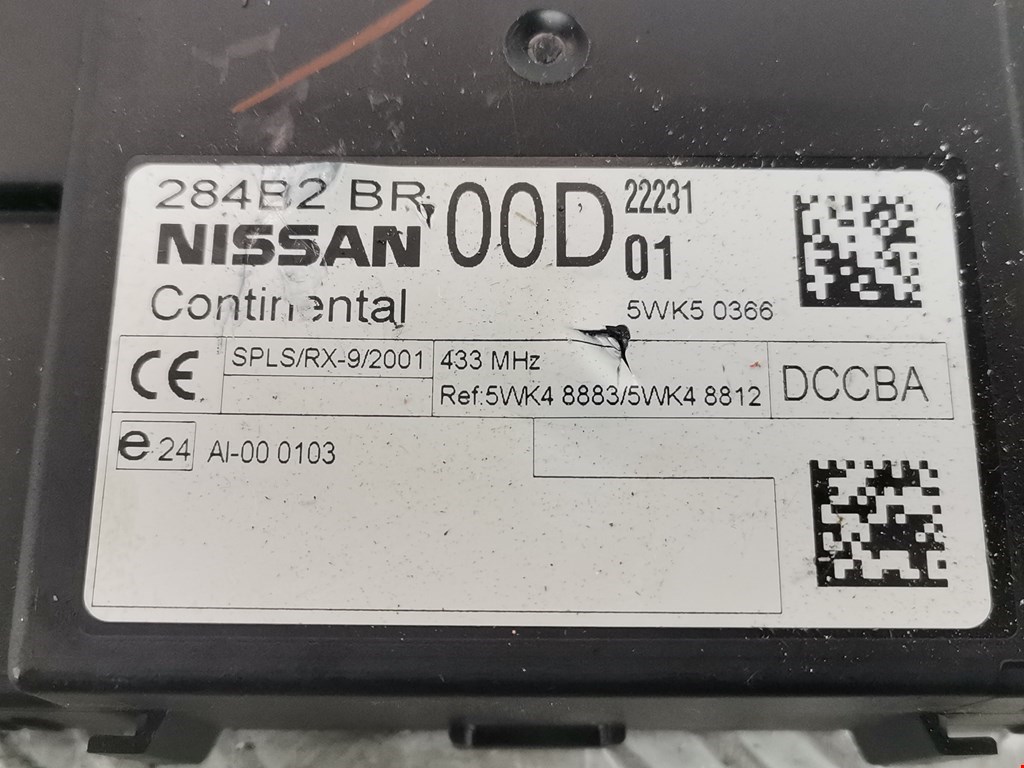 284B2 BR 00D 22231
NISSAN 01
Continental 5WK5 0366
CE SPLS/RX-9/2001 433 MHz
Ref:5WK4 8883/5WK4 8812 DCCBA
e 24 AI-00 0103